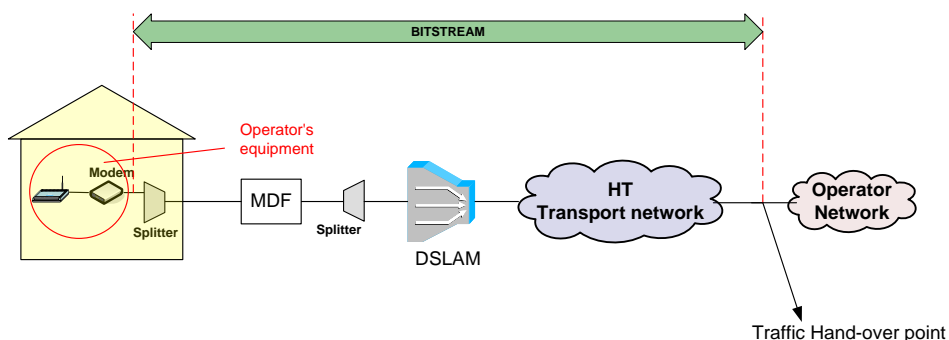 BITSTREAM
Operator's
equipment
Modem
Splitter
MDF
Splitter
DSLAM
HT
Transport network
Operator
Network
Traffic Hand-over point